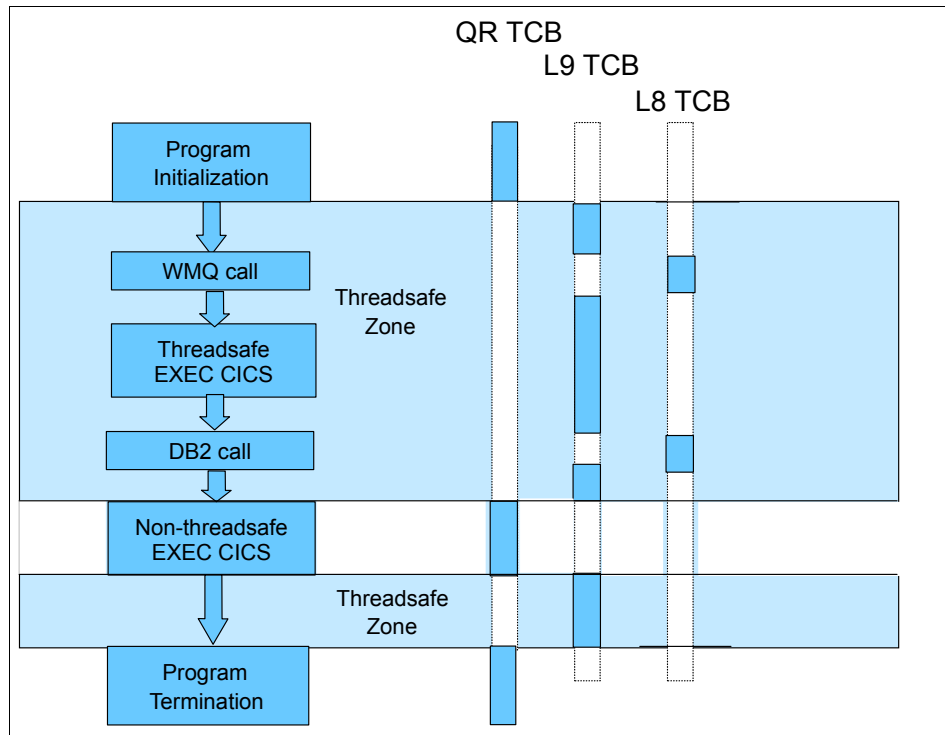 QR TCB
L9 TCB
L8 TCB
Program
Initialization
WMQ call
Threadsafe
Zone
Threadsafe
EXEC CICS
DB2 call
Non-threadsafe
EXEC CICS
Threadsafe
Zone
Program
Termination